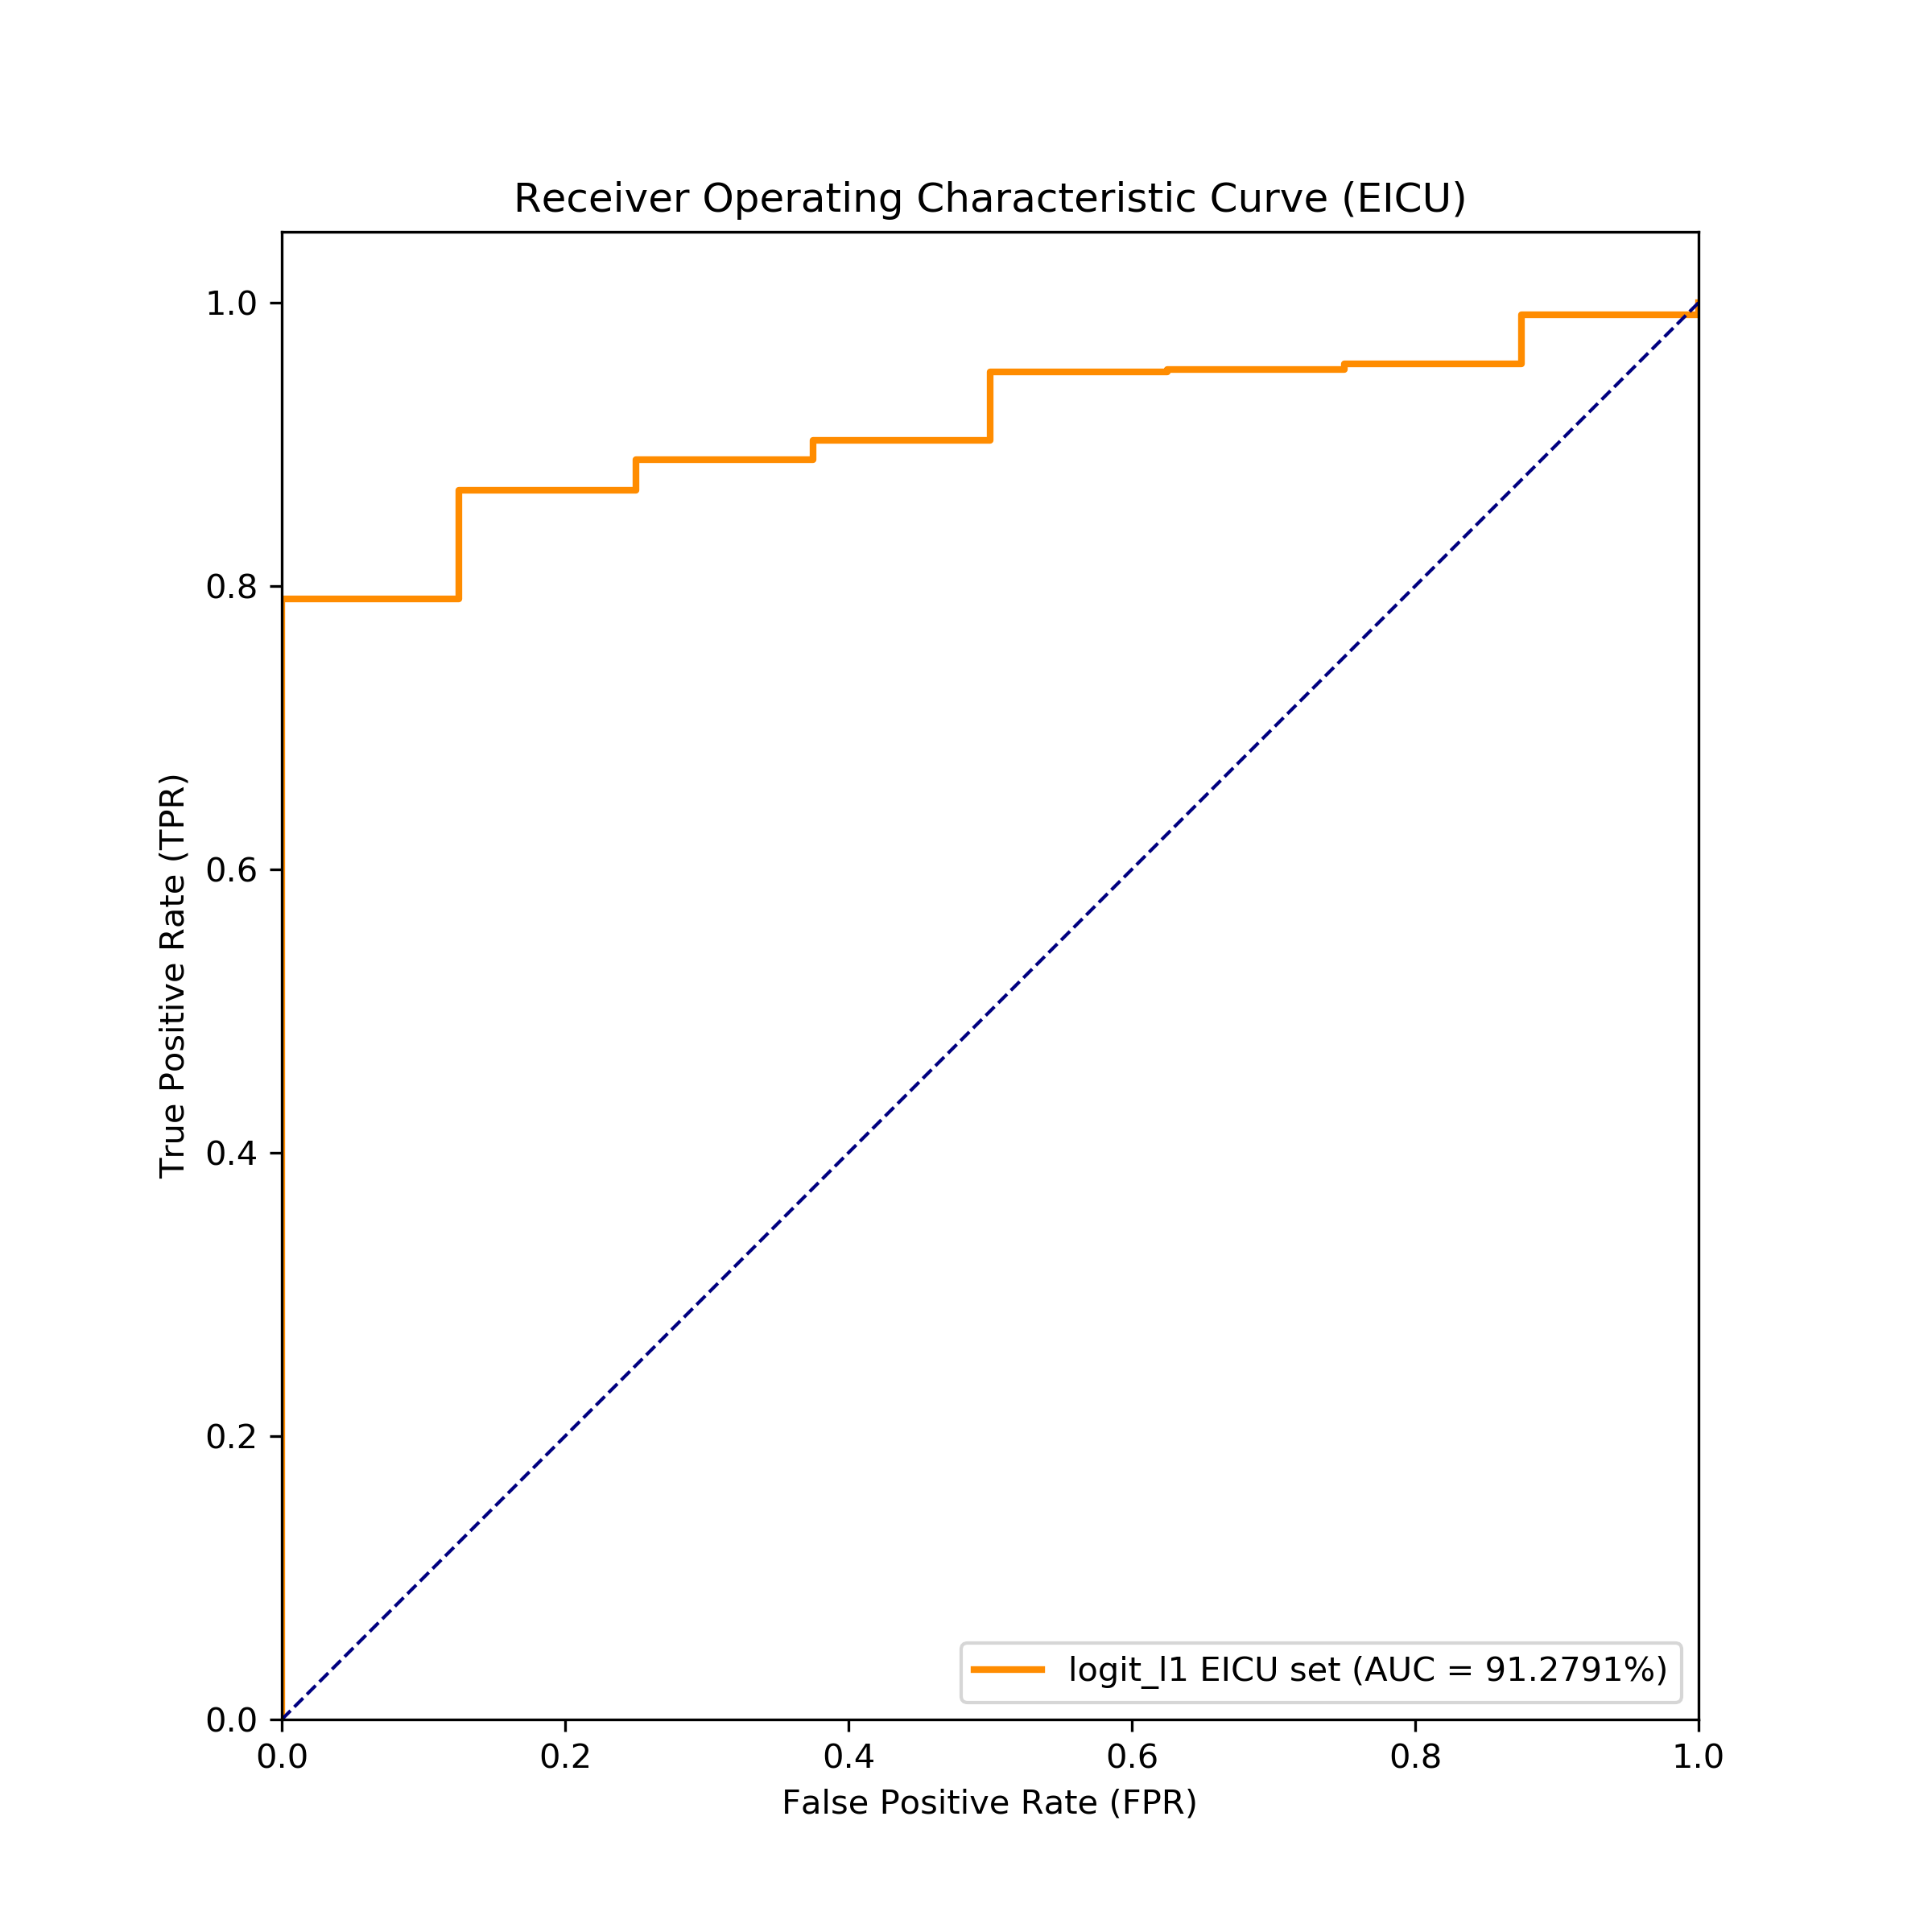 Receiver Operating Characteristic Curve (EICU)
True Positive Rate (TPR)
1.0
0.8
0.6
0.4
0.2
0.0
logit_l1 EICU set (AUC = 91.2791%)
0.0 0.2 0.4 0.6 0.8 1.0
False Positive Rate (FPR)